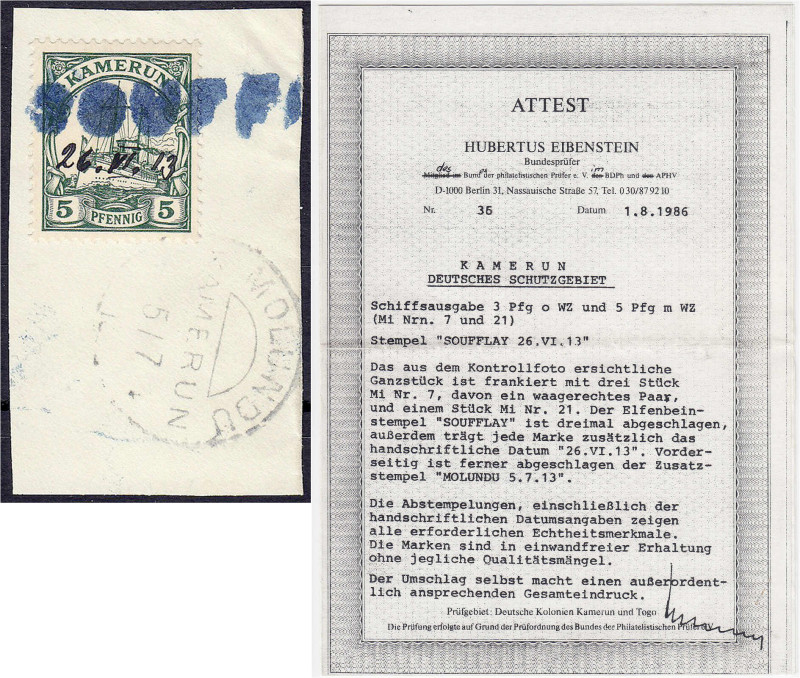 KAMERUN
26.VI.13
5 PFENNIG 5
MOLUNDU
KAMERUN
5/7
ATTEST
HUBERTUS EIBENSTEIN
Bundesprüfer
des im
Mitglied im Bundes der philatelistischen Prüfer e. V. den BDPh und den APHV
D-1000 Berlin 31, Nassauische Straße 57, Tel. 030/879210
Nr. 36 Datum 1.8.1986
KAMERUN
DEUTSCHES SCHUTZGEBIET
Schiffsausgabe 3 Pfg o WZ und 5 Pfg m WZ
(Mi Nrn. 7 und 21)
Stempel "SOUFFLAY 26.VI.13"
Das aus dem Kontrollfoto ersichtliche
Ganzstück ist frankiert mit drei Stück
Mi Nr. 7, davon ein waagerechtes Paar,
und einem Stück Mi Nr. 21. Der Elfenbein-
stempel "SOUFFLAY" ist dreimal abgeschlagen,
außerdem trägt jede Marke zusätzlich das
handschriftliche Datum "26.VI.13". Vorder-
seitig ist ferner abgeschlagen der Zusatz-
stempel "MOLUNDU 5.7.13".
Die Abstempelungen, einschließlich der
handschriftlichen Datumsangaben zeigen
alle erforderlichen Echtheitsmerkmale.
Die Marken sind in einwandfreier Erhaltung
ohne jegliche Qualitätsmängel.
Der Umschlag selbst macht einen außerordent-
lich ansprechenden Gesamteindruck.
Prüfgebiet: Deutsche Kolonien Kamerun und Togo
Die Prüfung erfolgte auf Grund der Prüfordnung des Bundes der Philatelistischen Prüfer e.V.